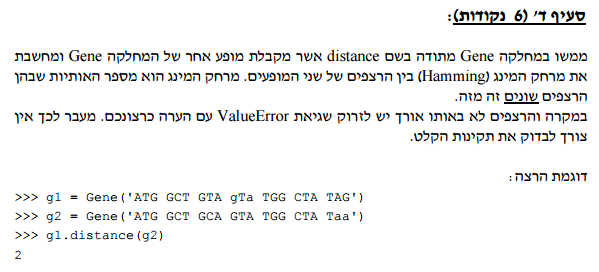 סעיף ד' (6 נקודות):
ממשו במחלקה Gene מתודה בשם distance אשר מקבלת מופע אחר של המחלקה Gene ומחשבת
את מרחק המינג (Hamming) בין הרצפים של שני המופעים. מרחק המינג הוא מספר האותיות שבהן
הרצפים שונים זה מזה.
במקרה והרצפים לא באותו אורך יש לזרוק שגיאת ValueError עם הערה כרצונכם. מעבר לכך אין
צורך לבדוק את תקינות הקלט.
דוגמת הרצה:
>>> g1 = Gene('ATG GCT GTA gTa TGG CTA TAG')
>>> g2 = Gene('ATG GCT GCA GTA TGG CTA Taa')
>>> g1.distance(g2)
2